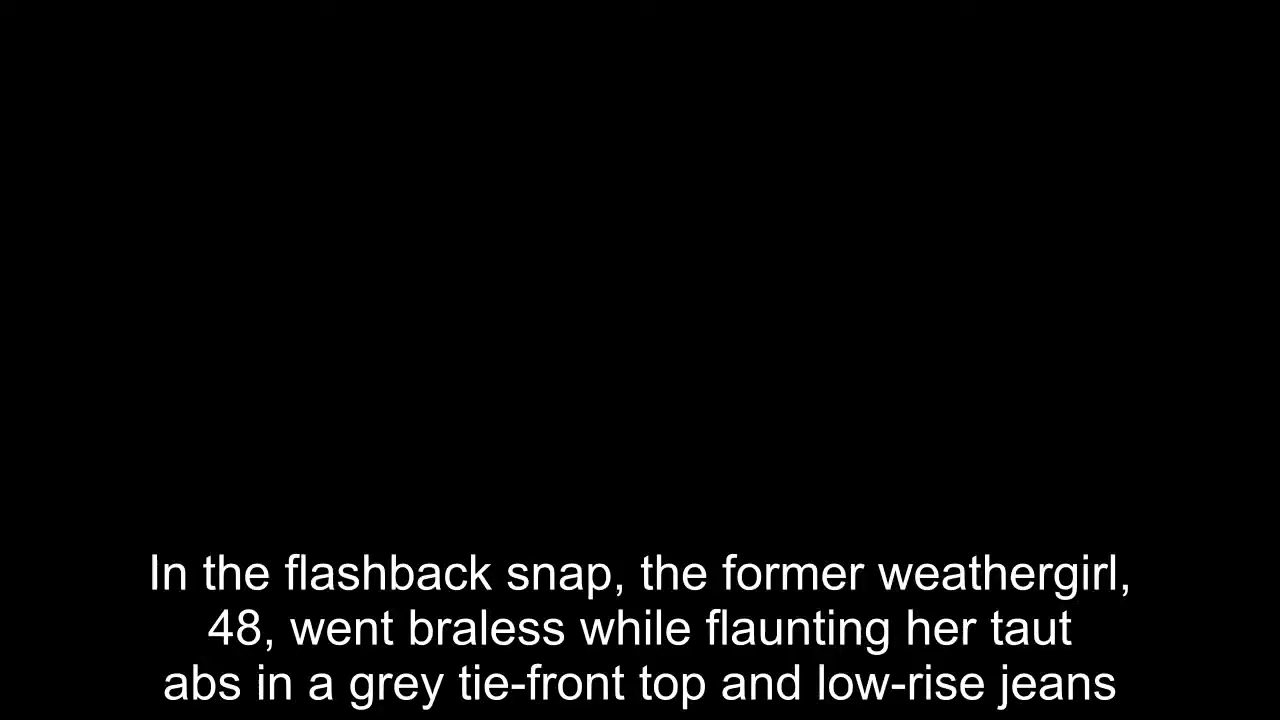 In the flashback snap, the former weathergirl,
48, went braless while flaunting her taut
abs in a grey tie-front top and low-rise jeans